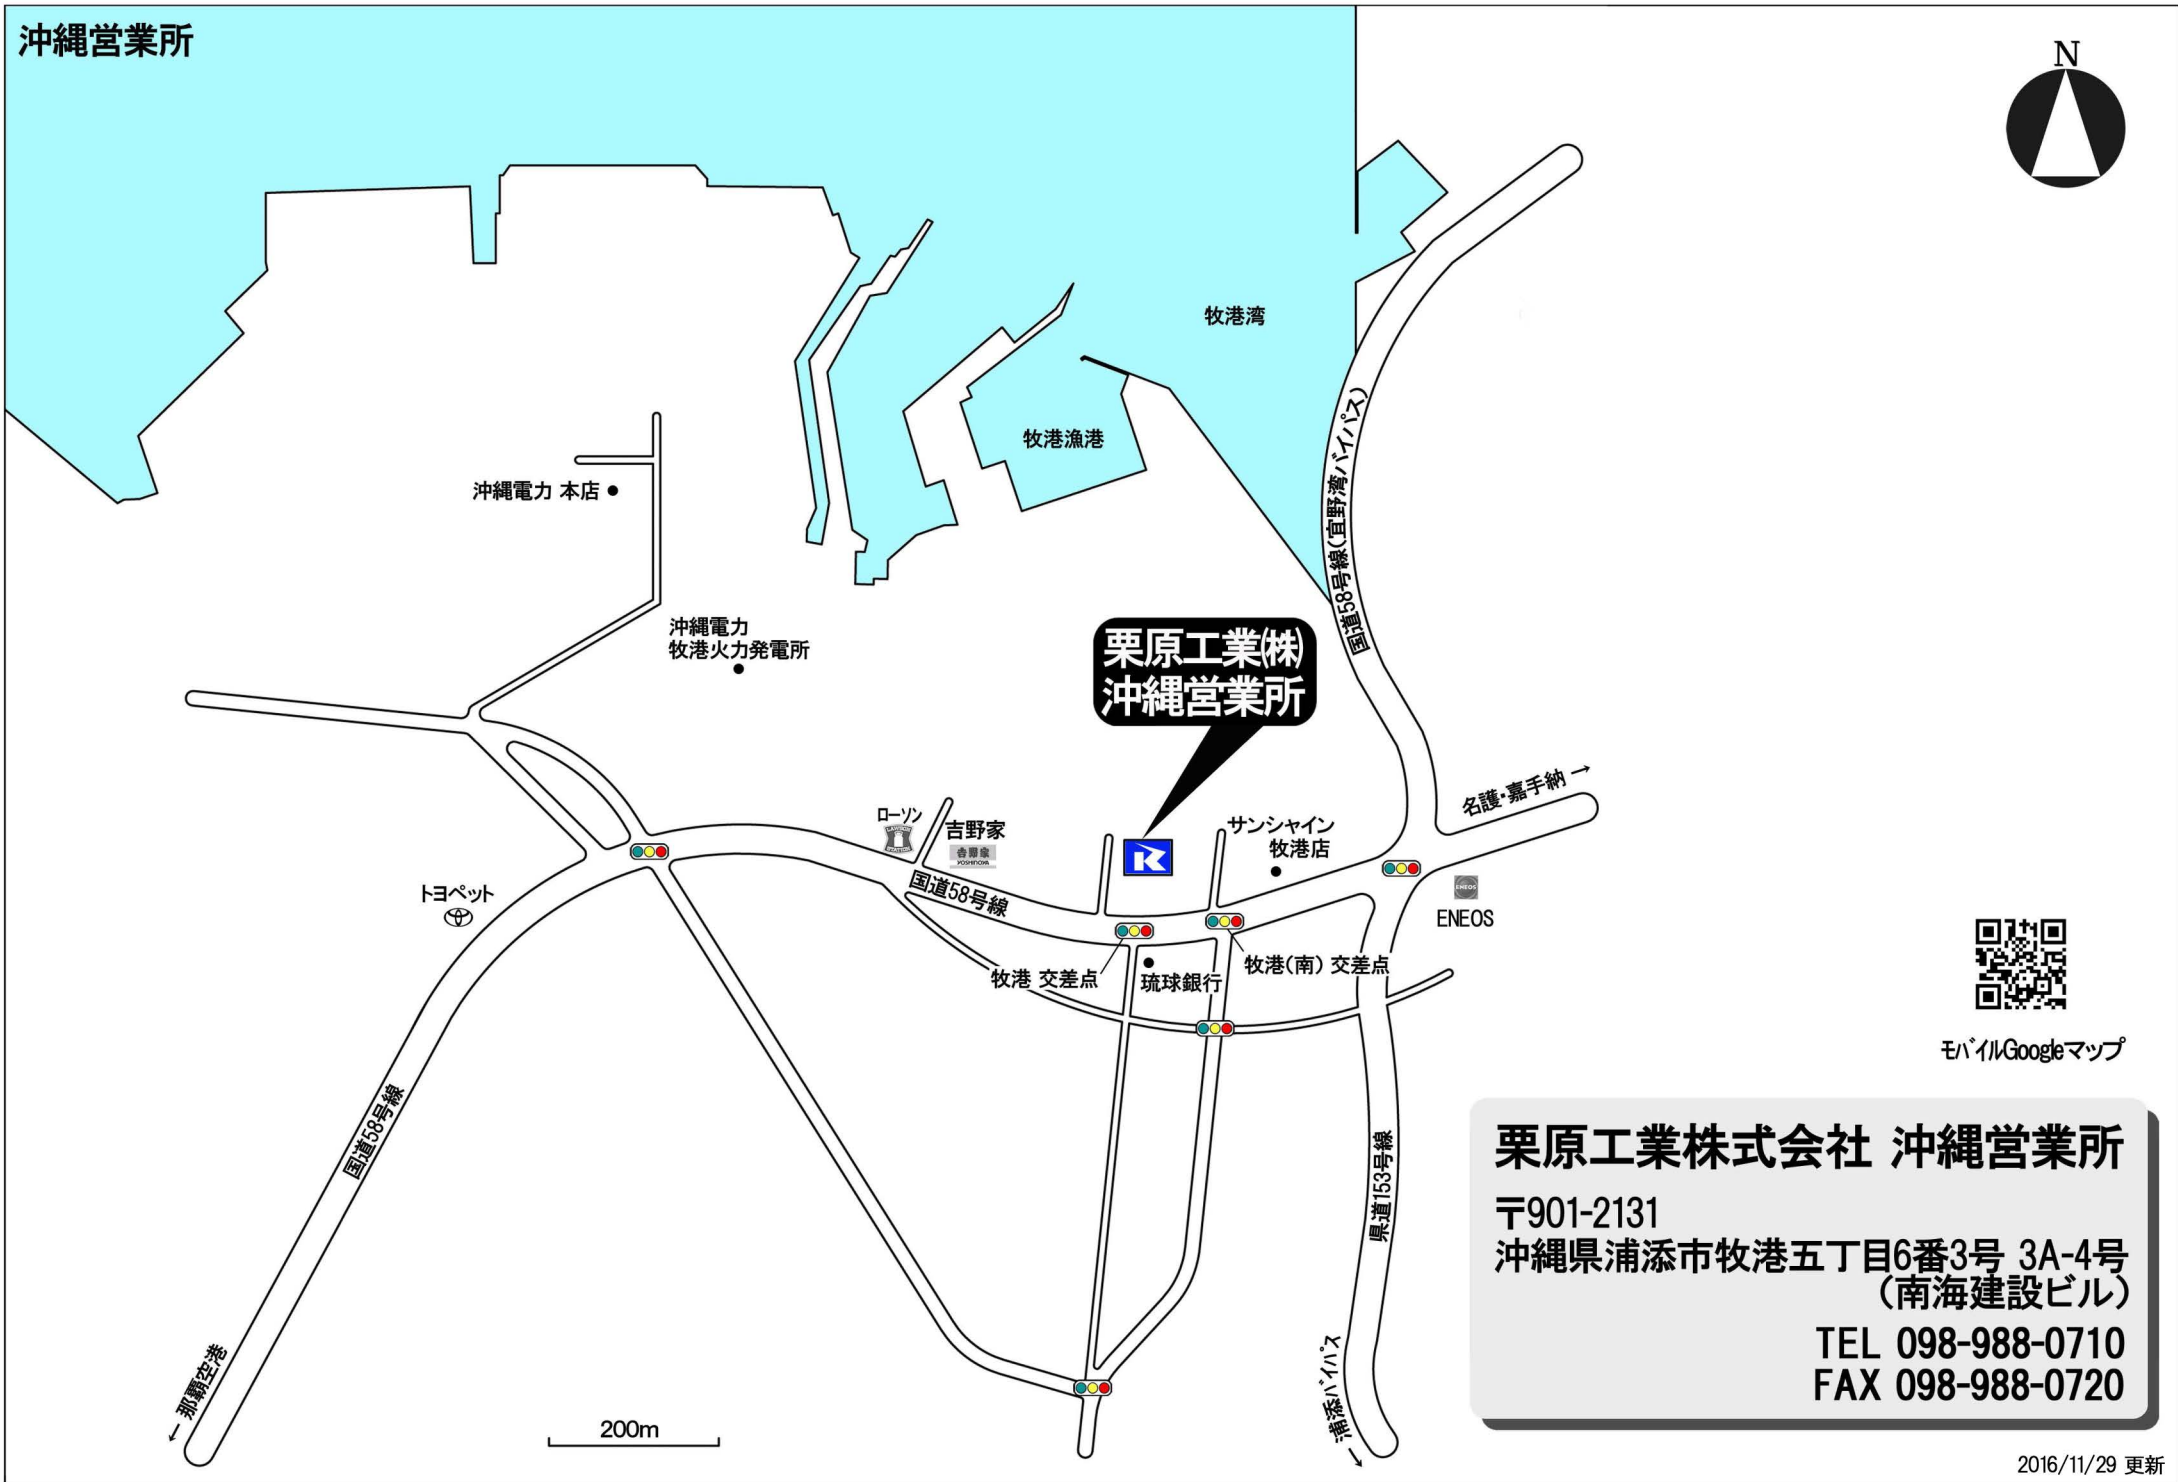 沖縄営業所
N
牧港湾
牧港漁港
国道58号線(宜野湾バイパス)
沖縄電力 本店
沖縄電力
牧港火力発電所
栗原工業㈱
沖縄営業所
名護・嘉手納 →
ローソン
吉野家
吉野家
YOSHINOYA
サンシャイン
牧港店
国道58号線
トヨペット
ENEOS
ENEOS
牧港 交差点
琉球銀行
牧港(南) 交差点
モバイルGoogleマップ
国道58号線
県道153号線
← 那覇空港
浦添バイパス →
200m
栗原工業株式会社 沖縄営業所
〒901-2131
沖縄県浦添市牧港五丁目6番3号 3A-4号
(南海建設ビル)
TEL 098-988-0710
FAX 098-988-0720
2016/11/29 更新